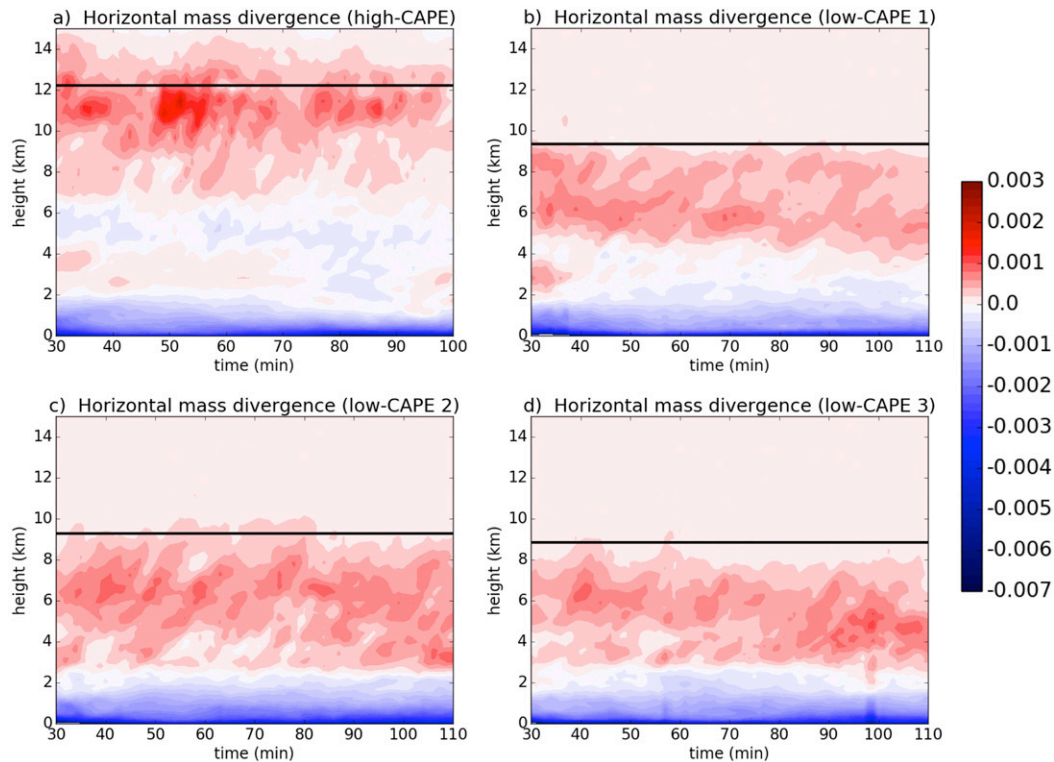 a) Horizontal mass divergence (high-CAPE)
14
12
10
8
6
4
2
0
height (km)
30 40 50 60 70 80 90 100
time (min)
b) Horizontal mass divergence (low-CAPE 1)
14
12
10
8
6
4
2
0
height (km)
30 40 50 60 70 80 90 100 110
time (min)
c) Horizontal mass divergence (low-CAPE 2)
14
12
10
8
6
4
2
0
height (km)
30 40 50 60 70 80 90 100 110
time (min)
d) Horizontal mass divergence (low-CAPE 3)
14
12
10
8
6
4
2
0
height (km)
30 40 50 60 70 80 90 100 110
time (min)
0.003
0.002
0.001
0.0
-0.001
-0.002
-0.003
-0.004
-0.005
-0.006
-0.007